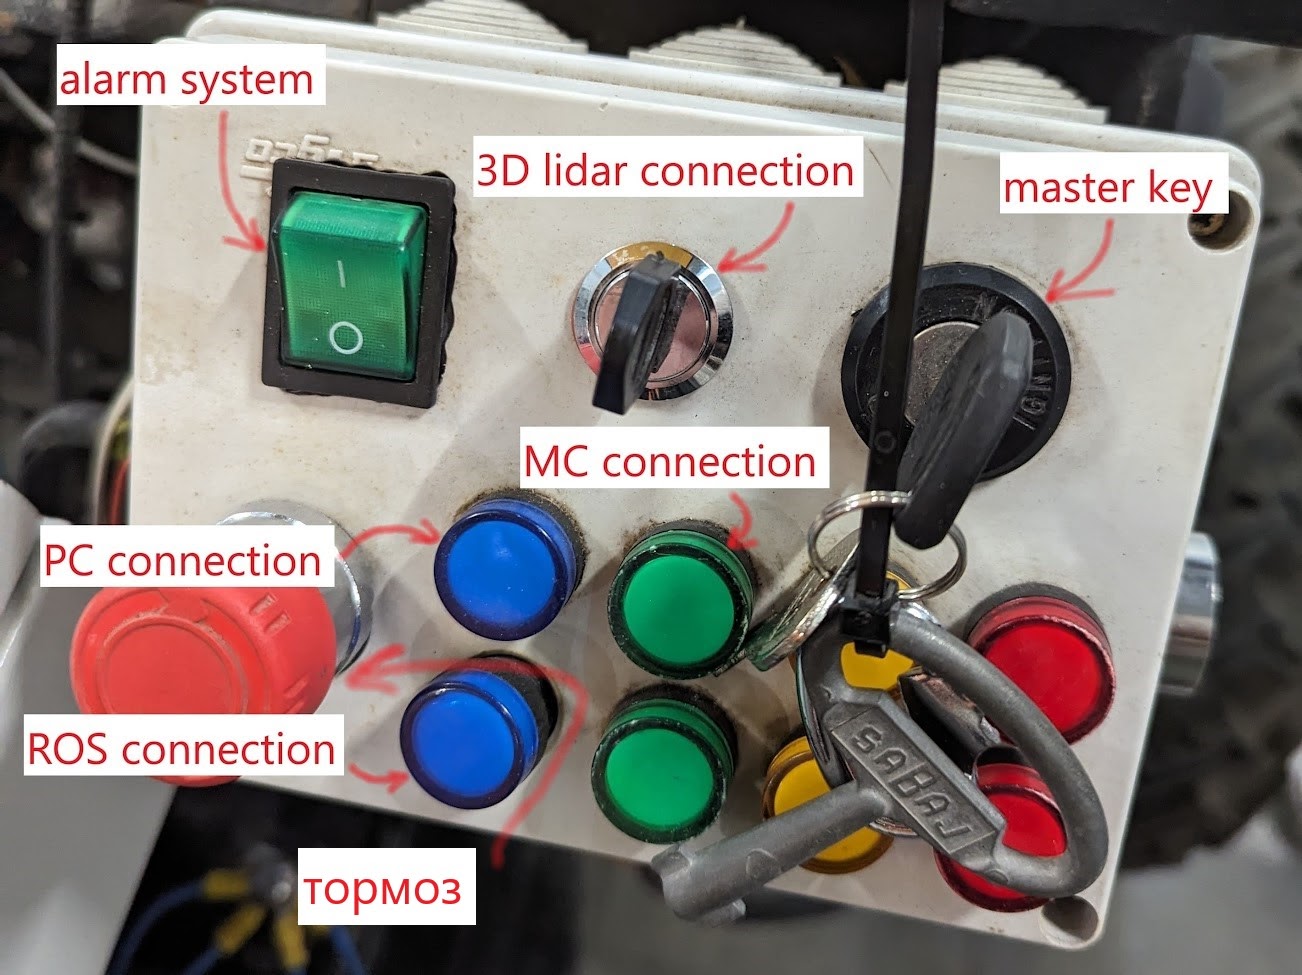 alarm system
3D lidar connection
master key
I
O
MC connection
PC connection
ROS connection
тормоз
SABAJ